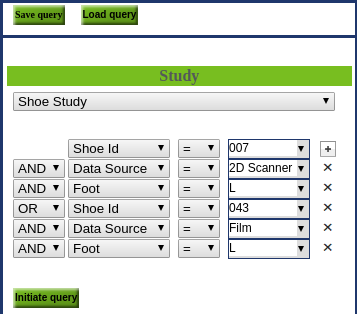 Save query Load query
Study
Shoe Study
Shoe Id = 007 +
AND Data Source = 2D Scanner ×
AND Foot = L ×
OR Shoe Id = 043 ×
AND Data Source = Film ×
AND Foot = L ×
Initiate query